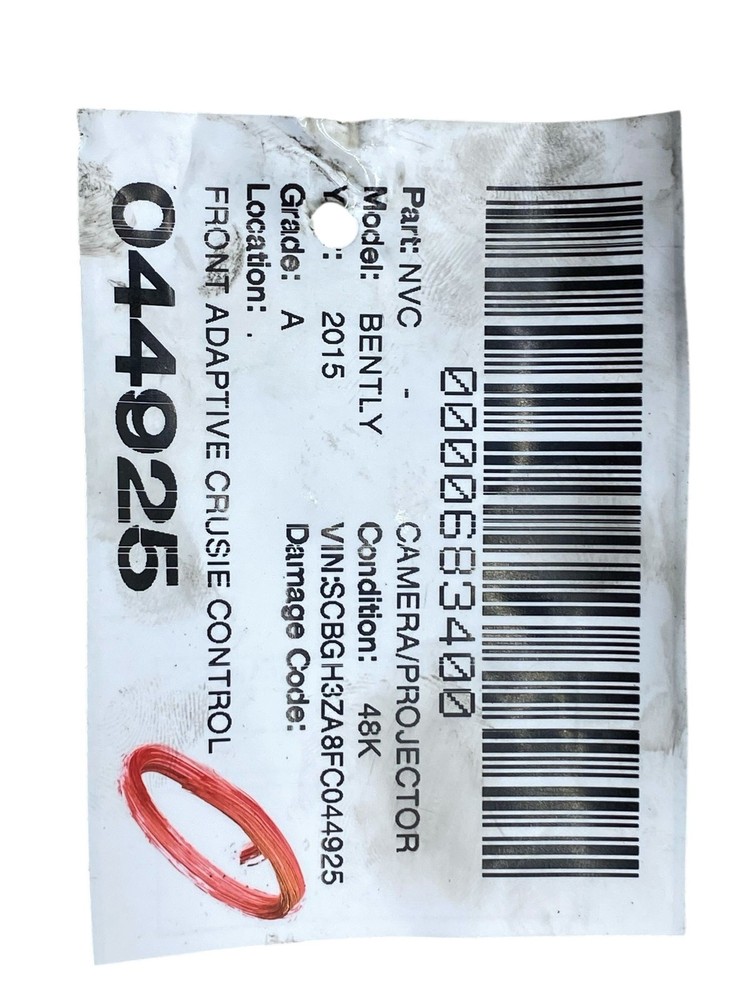 0000683400
Part: NVC - CAMERA/PROJECTOR
Model: BENTLY Condition: 48K
2015 VIN:SCBGH3ZA8FC044925
Grade: A Damage Code:
Location: .
FRONT ADAPTIVE CRUSIE CONTROL
044925